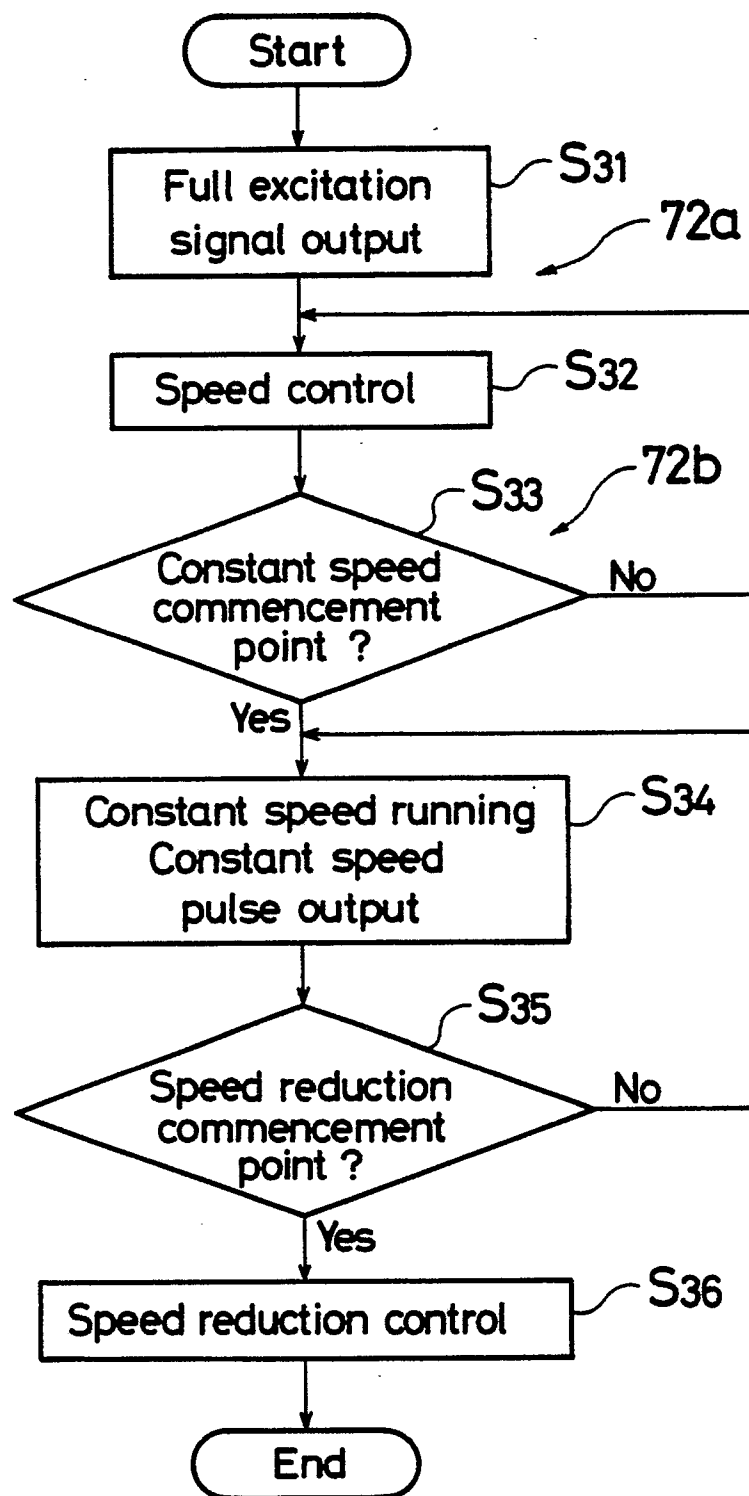 Start
Full excitation
signal output
S31
72a
Speed control
S32
72b
S33
Constant speed
commencement
point ?
No
Yes
Constant speed running
Constant speed
pulse output
S34
S35
Speed reduction
commencement
point ?
No
Yes
Speed reduction control
S36
End